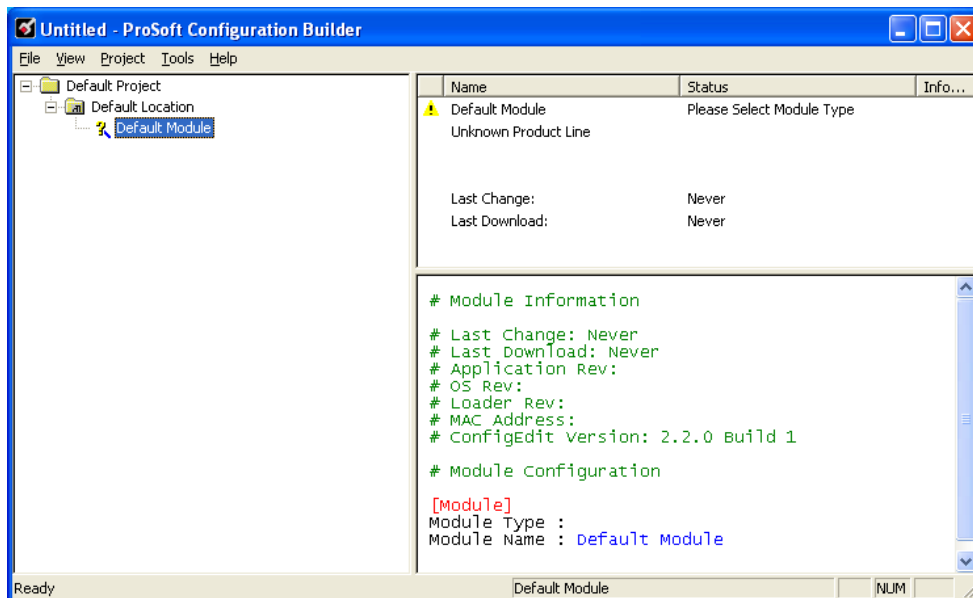 Untitled - ProSoft Configuration Builder
File View Project Tools Help
Default Project
Default Location
Default Module
Name Status Info...
Default Module Please Select Module Type
Unknown Product Line
Last Change: Never
Last Download: Never
# Module Information
# Last Change: Never
# Last Download: Never
# Application Rev:
# OS Rev:
# Loader Rev:
# MAC Address:
# ConfigEdit Version: 2.2.0 Build 1
# Module Configuration
[Module]
Module Type :
Module Name : Default Module
Ready Default Module NUM